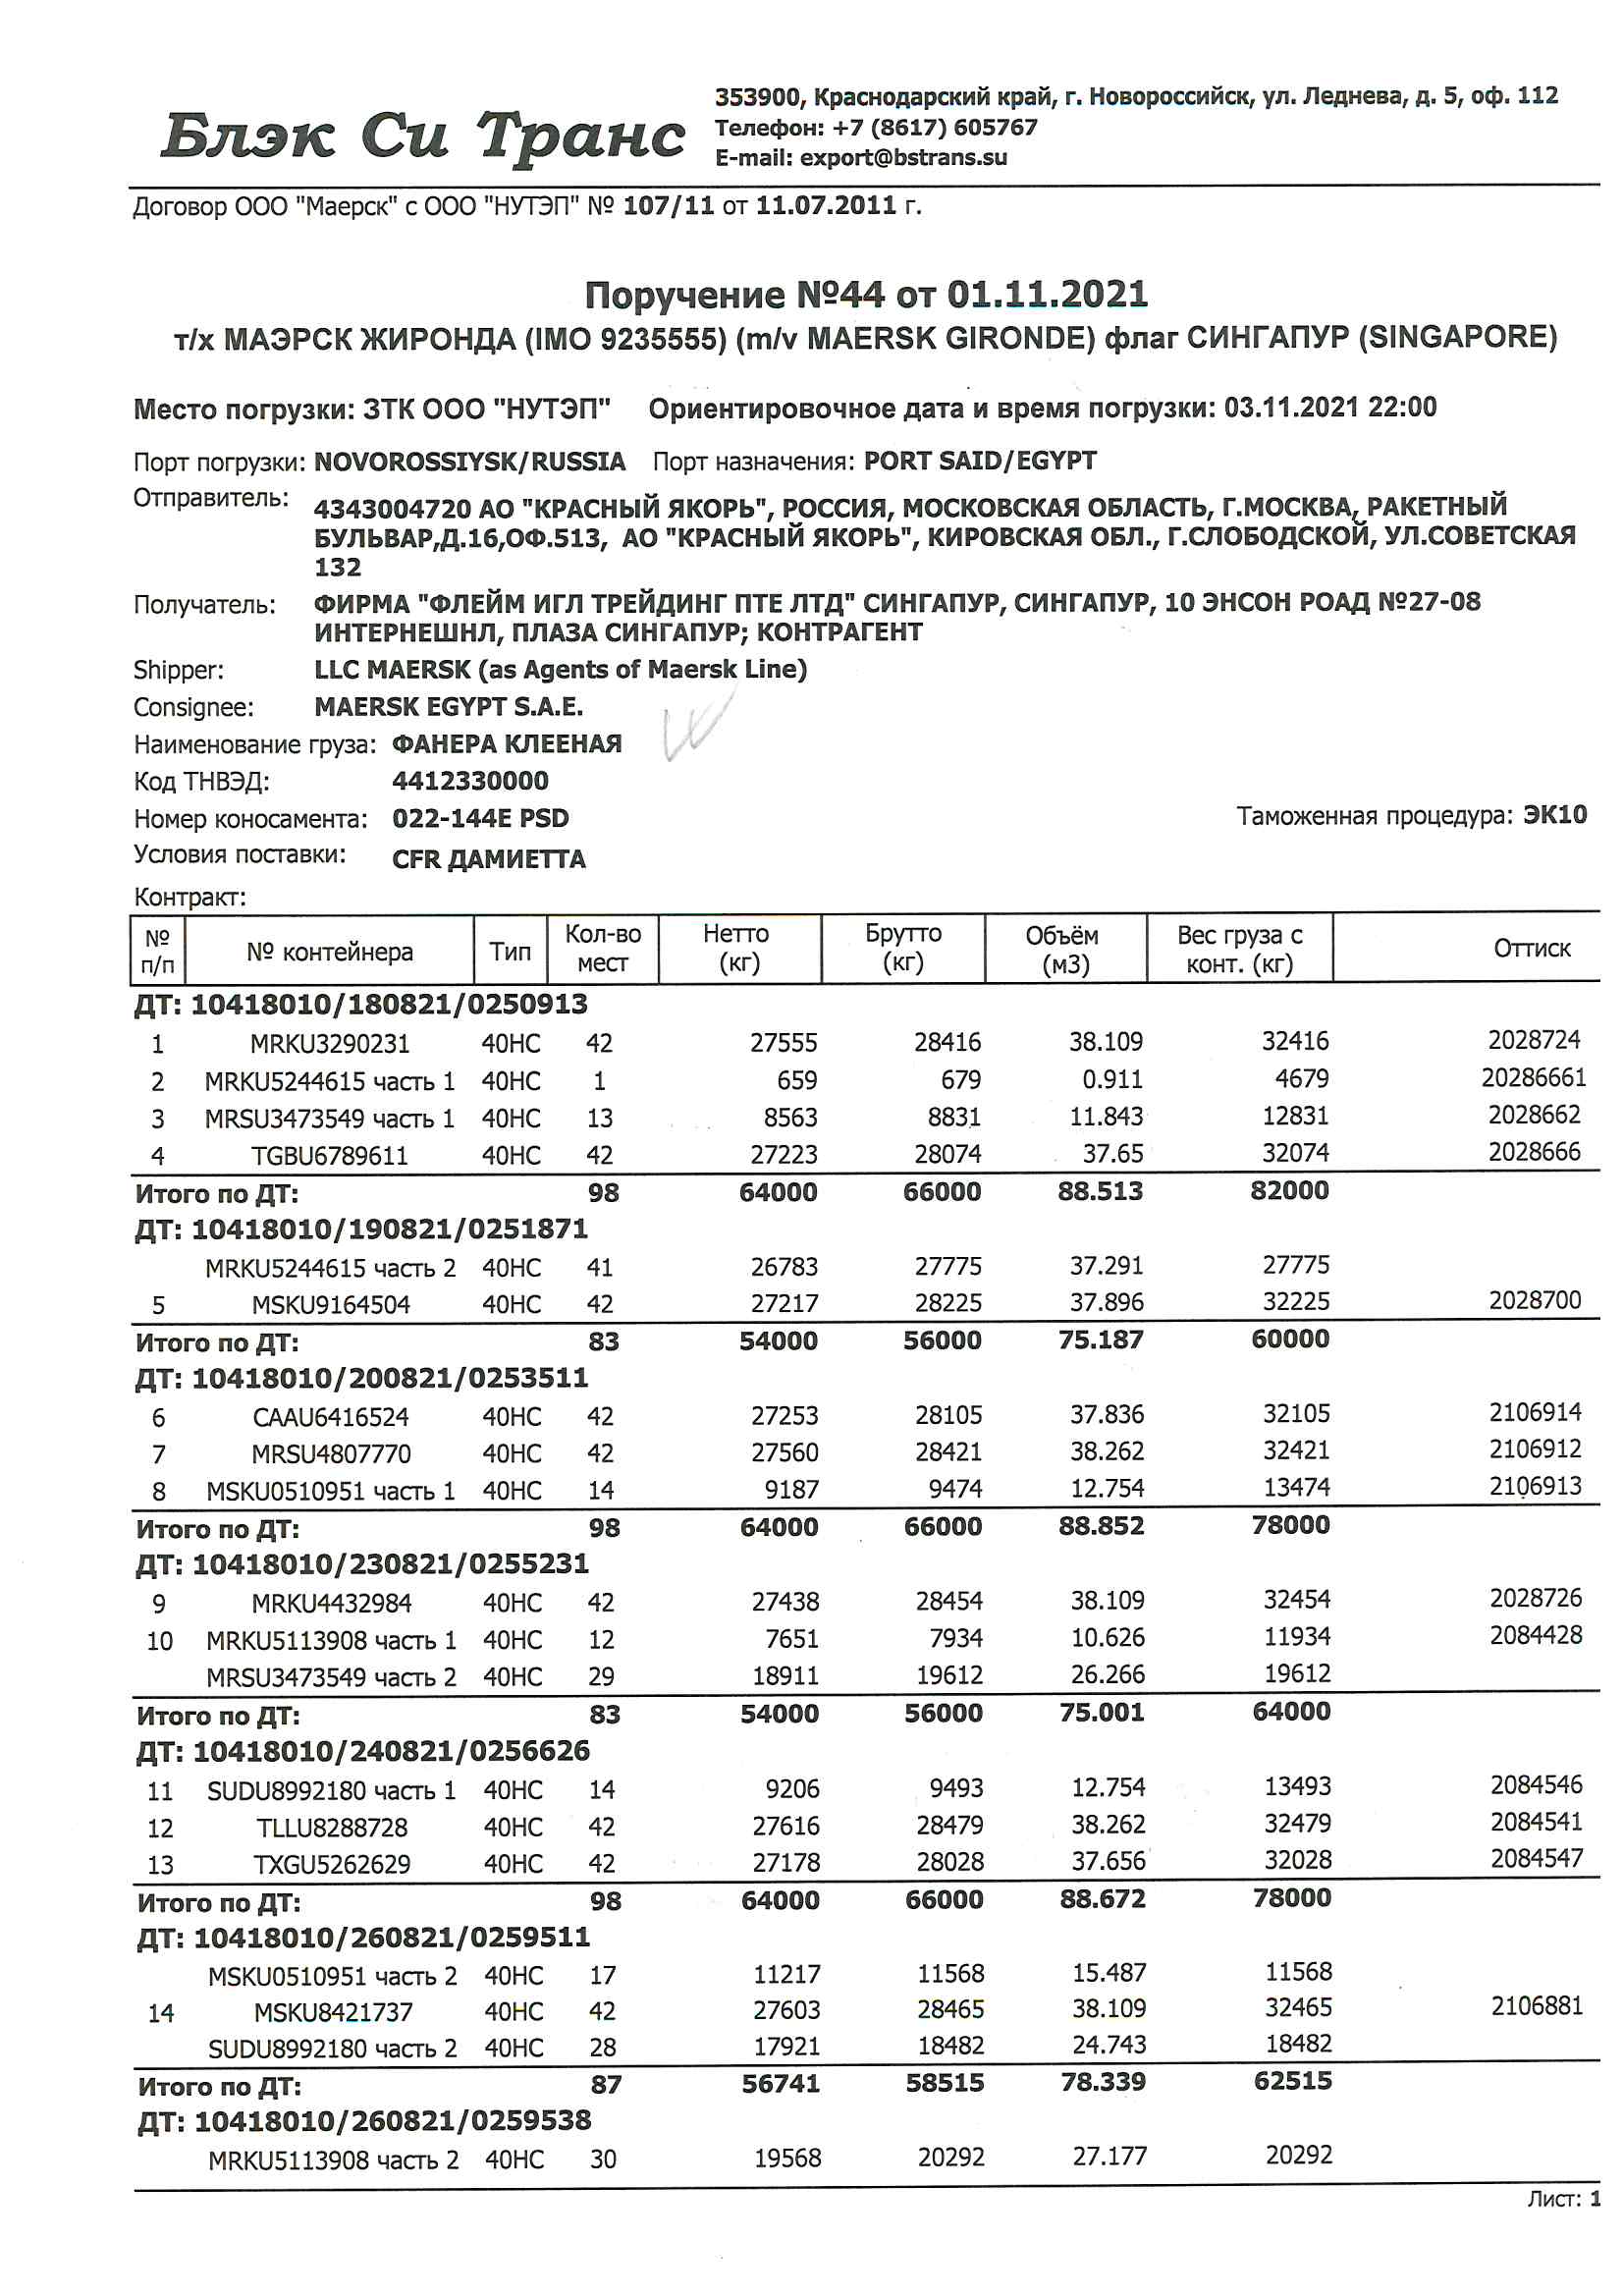 Блэк Си Транс
353900, Краснодарский край, г. Новороссийск, ул. Леднева, д. 5, оф. 112
Телефон: +7 (8617) 605767
E-mail: export@bstrans.su
Договор ООО "Маерск" с ООО "НУТЭП" № 107/11 от 11.07.2011 г.
Поручение №44 от 01.11.2021
т/х МАЭРСК ЖИРОНДА (IMO 9235555) (m/v MAERSK GIRONDE) флаг СИНГАПУР (SINGAPORE)
Место погрузки: ЗТК ООО "НУТЭП" Ориентировочное дата и время погрузки: 03.11.2021 22:00
Порт погрузки: NOVOROSSIYSK/RUSSIA Порт назначения: PORT SAID/EGYPT
Отправитель: 4343004720 АО "КРАСНЫЙ ЯКОРЬ", РОССИЯ, МОСКОВСКАЯ ОБЛАСТЬ, Г.МОСКВА, РАКЕТНЫЙ
БУЛЬВАР,Д.16,ОФ.513, АО "КРАСНЫЙ ЯКОРЬ", КИРОВСКАЯ ОБЛ., Г.СЛОБОДСКОЙ, УЛ.СОВЕТСКАЯ
132
Получатель: ФИРМА "ФЛЕЙМ ИГЛ ТРЕЙДИНГ ПТЕ ЛТД" СИНГАПУР, СИНГАПУР, 10 ЭНСОН РОАД №27-08
ИНТЕРНЕШНЛ, ПЛАЗА СИНГАПУР; КОНТРАГЕНТ
Shipper: LLC MAERSK (as Agents of Maersk Line)
Consignee: MAERSK EGYPT S.A.E.
Наименование груза: ФАНЕРА КЛЕЕНАЯ
Код ТНВЭД: 4412330000
Номер коносамента: 022-144E PSD Таможенная процедура: ЭК10
Условия поставки: CFR ДАМИЕТТА
Контракт:
№ п/п № контейнера Тип Кол-во мест Нетто (кг) Брутто (кг) Объём (м3) Вес груза с конт. (кг) Оттиск
ДТ: 10418010/180821/0250913
1 MRKU3290231 40HC 42 27555 28416 38.109 32416 2028724
2 MRKU5244615 часть 1 40HC 1 659 679 0.911 4679 20286661
3 MRSU3473549 часть 1 40HC 13 8563 8831 11.843 12831 2028662
4 TGBU6789611 40HC 42 27223 28074 37.65 32074 2028666
Итого по ДТ: 98 64000 66000 88.513 82000
ДТ: 10418010/190821/0251871
MRKU5244615 часть 2 40HC 41 26783 27775 37.291 27775
5 MSKU9164504 40HC 42 27217 28225 37.896 32225 2028700
Итого по ДТ: 83 54000 56000 75.187 60000
ДТ: 10418010/200821/0253511
6 CAAU6416524 40HC 42 27253 28105 37.836 32105 2106914
7 MRSU4807770 40HC 42 27560 28421 38.262 32421 2106912
8 MSKU0510951 часть 1 40HC 14 9187 9474 12.754 13474 2106913
Итого по ДТ: 98 64000 66000 88.852 78000
ДТ: 10418010/230821/0255231
9 MRKU4432984 40HC 42 27438 28454 38.109 32454 2028726
10 MRKU5113908 часть 1 40HC 12 7651 7934 10.626 11934 2084428
MRSU3473549 часть 2 40HC 29 18911 19612 26.266 19612
Итого по ДТ: 83 54000 56000 75.001 64000
ДТ: 10418010/240821/0256626
11 SUDU8992180 часть 1 40HC 14 9206 9493 12.754 13493 2084546
12 TLLU8288728 40HC 42 27616 28479 38.262 32479 2084541
13 TXGU5262629 40HC 42 27178 28028 37.656 32028 2084547
Итого по ДТ: 98 64000 66000 88.672 78000
ДТ: 10418010/260821/0259511
MSKU0510951 часть 2 40HC 17 11217 11568 15.487 11568
14 MSKU8421737 40HC 42 27603 28465 38.109 32465 2106881
SUDU8992180 часть 2 40HC 28 17921 18482 24.743 18482
Итого по ДТ: 87 56741 58515 78.339 62515
ДТ: 10418010/260821/0259538
MRKU5113908 часть 2 40HC 30 19568 20292 27.177 20292
Лист: 1